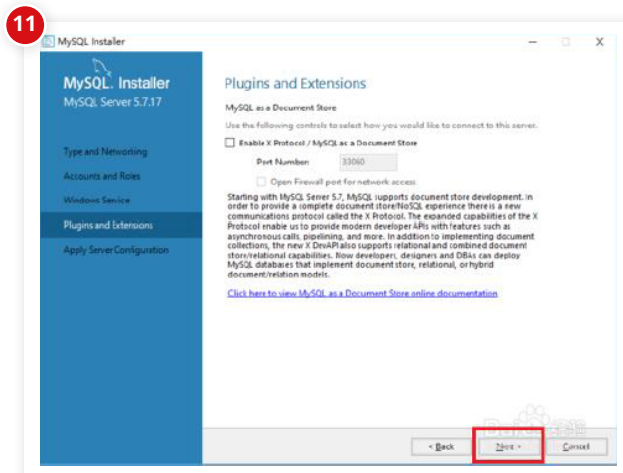 11
MySQL Installer
MySQL. Installer
MySQL Server 5.7.17
Type and Networking
Accounts and Roles
Windows Service
Plugins and Extensions
Apply Server Configuration
Plugins and Extensions
MySQL as a Document Store
Use the following controls to select how you would like to connect to this server.
Enable X Protocol / MySQL as a Document Store
Port Number: 33060
Open Firewall port for network access
Starting with MySQL Server 5.7, MySQL supports document store development. In
order to provide a complete document store/NoSQL experience there is a new
communications protocol called the X Protocol. The expanded capabilities of the X
Protocol enable us to provide modern developer APIs with features such as
asynchronous calls, pipelining, and more. In addition to implementing document
collections, the new X DevAPI also supports relational and combined document
store/relational capabilities. Now developers, designers and DBAs can deploy
MySQL databases that implement document store, relational, or hybrid
document/relation models.
Click here to view MySQL as a Document Store online documentation
< Back Next > Cancel